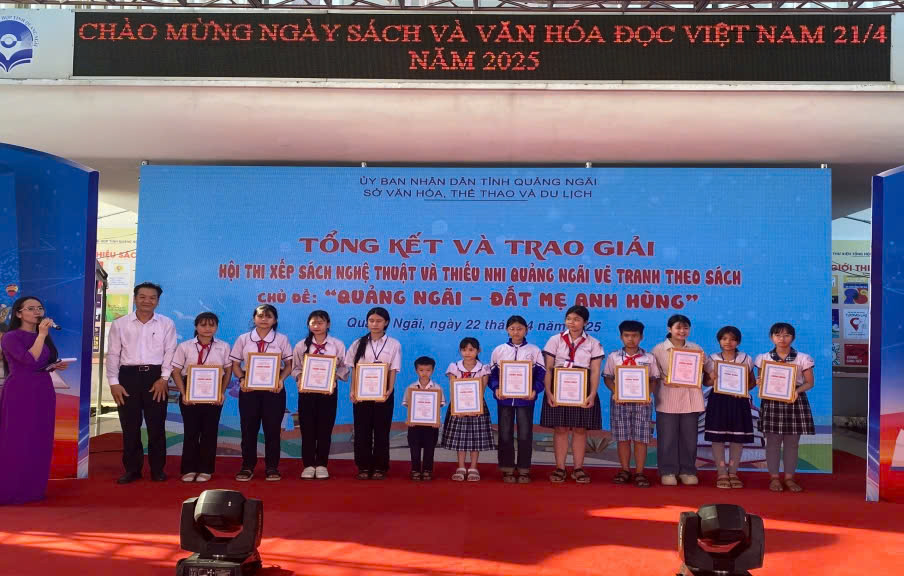 CHÀO MỪNG NGÀY SÁCH VÀ VĂN HÓA ĐỌC VIỆT NAM 21/4
NĂM 2025
ỦY BAN NHÂN DÂN TỈNH QUẢNG NGÃI
SỞ VĂN HÓA, THỂ THAO VÀ DU LỊCH
TỔNG KẾT VÀ TRAO GIẢI
HỘI THI XẾP SÁCH NGHỆ THUẬT VÀ THIẾU NHI QUẢNG NGÃI VẼ TRANH THEO SÁCH
CHỦ ĐỀ: "QUẢNG NGÃI - ĐẤT MẸ ANH HÙNG"
Quảng Ngãi, ngày 22 4 năm 2025